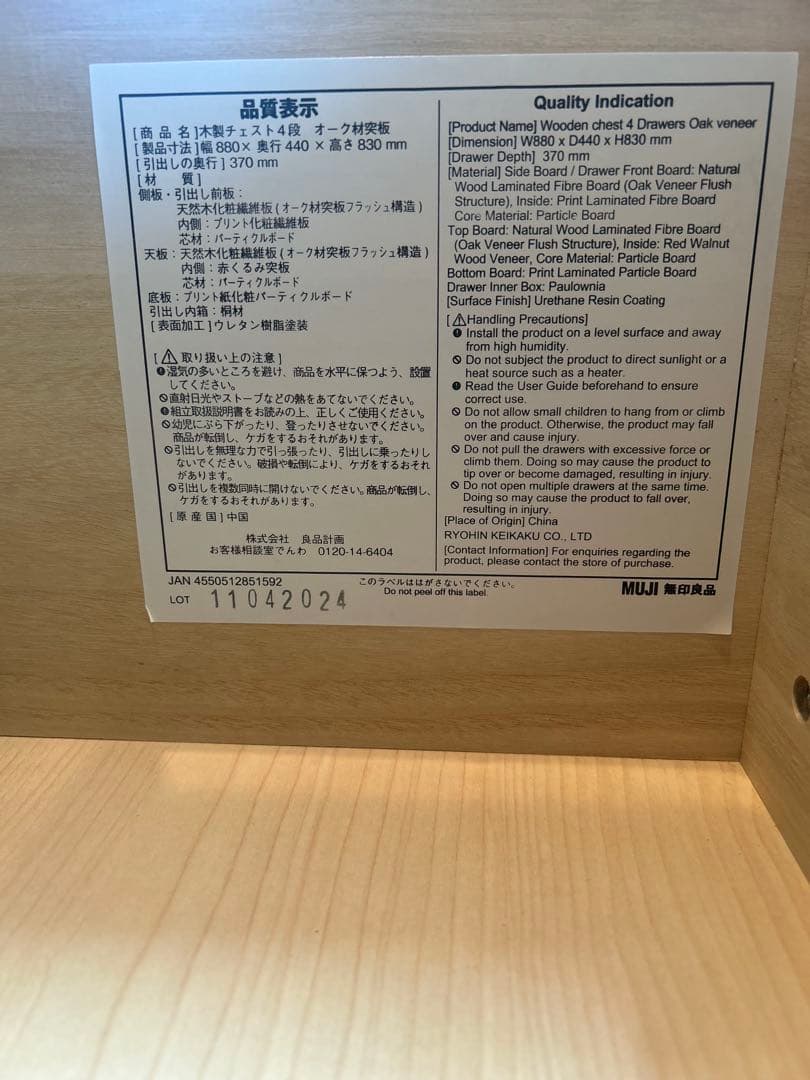 品質表示
[商 品 名]木製チェスト4段 オーク材突板
[製品寸法]幅 880× 奥行 440 × 高さ 830 mm
[引出しの奥行] 370 mm
[材 質]
側板・引出し前板：
天然木化粧繊維板(オーク材突板フラッシュ構造)
内側：プリント化粧繊維板
芯材：パーティクルボード
天板：天然木化粧繊維板(オーク材突板フラッシュ構造)
内側：赤くるみ突板
芯材：パーティクルボード
底板：プリント紙化粧パーティクルボード
引出し内箱：桐材
[表面加工]ウレタン樹脂塗装
[⚠取り扱い上の注意]
❶湿気の多いところを避け、商品を水平に保つよう、設置
してください。
⃠直射日光やストーブなどの熱をあてないでください。
❶組立取扱説明書をお読みの上、正しくご使用ください。
⃠幼児にぶら下がったり、登ったりさせないでください。
商品が転倒し、ケガをするおそれがあります。
⃠引出しを無理な力で引っ張ったり、引出しに乗ったりし
ないでください。破損や転倒により、ケガをするおそれ
があります。
⃠引出しを複数同時に開けないでください。商品が転倒し、
ケガをするおそれがあります。
[原 産 国]中国
株式会社 良品計画
お客様相談室でんわ 0120-14-6404
Quality Indication
[Product Name] Wooden chest 4 Drawers Oak veneer
[Dimension] W880 x D440 x H830 mm
[Drawer Depth] 370 mm
[Material] Side Board / Drawer Front Board: Natural
Wood Laminated Fibre Board (Oak Veneer Flush
Structure), Inside: Print Laminated Fibre Board
Core Material: Particle Board
Top Board: Natural Wood Laminated Fibre Board
(Oak Veneer Flush Structure), Inside: Red Walnut
Wood Veneer, Core Material: Particle Board
Bottom Board: Print Laminated Particle Board
Drawer Inner Box: Paulownia
[Surface Finish] Urethane Resin Coating
[⚠Handling Precautions]
❶ Install the product on a level surface and away
from high humidity.
⃠ Do not subject the product to direct sunlight or a
heat source such as a heater.
❶ Read the User Guide beforehand to ensure
correct use.
⃠ Do not allow small children to hang from or climb
on the product. Otherwise, the product may fall
over and cause injury.
⃠ Do not pull the drawers with excessive force or
climb them. Doing so may cause the product to
tip over or become damaged, resulting in injury.
⃠ Do not open multiple drawers at the same time.
Doing so may cause the product to fall over,
resulting in injury.
[Place of Origin] China
RYOHIN KEIKAKU CO., LTD
[Contact Information] For enquiries regarding the
product, please contact the store of purchase.
JAN 4550512851592
LOT 11042024
このラベルははがさないでください。
Do not peel off this label.
MUJI 無印良品